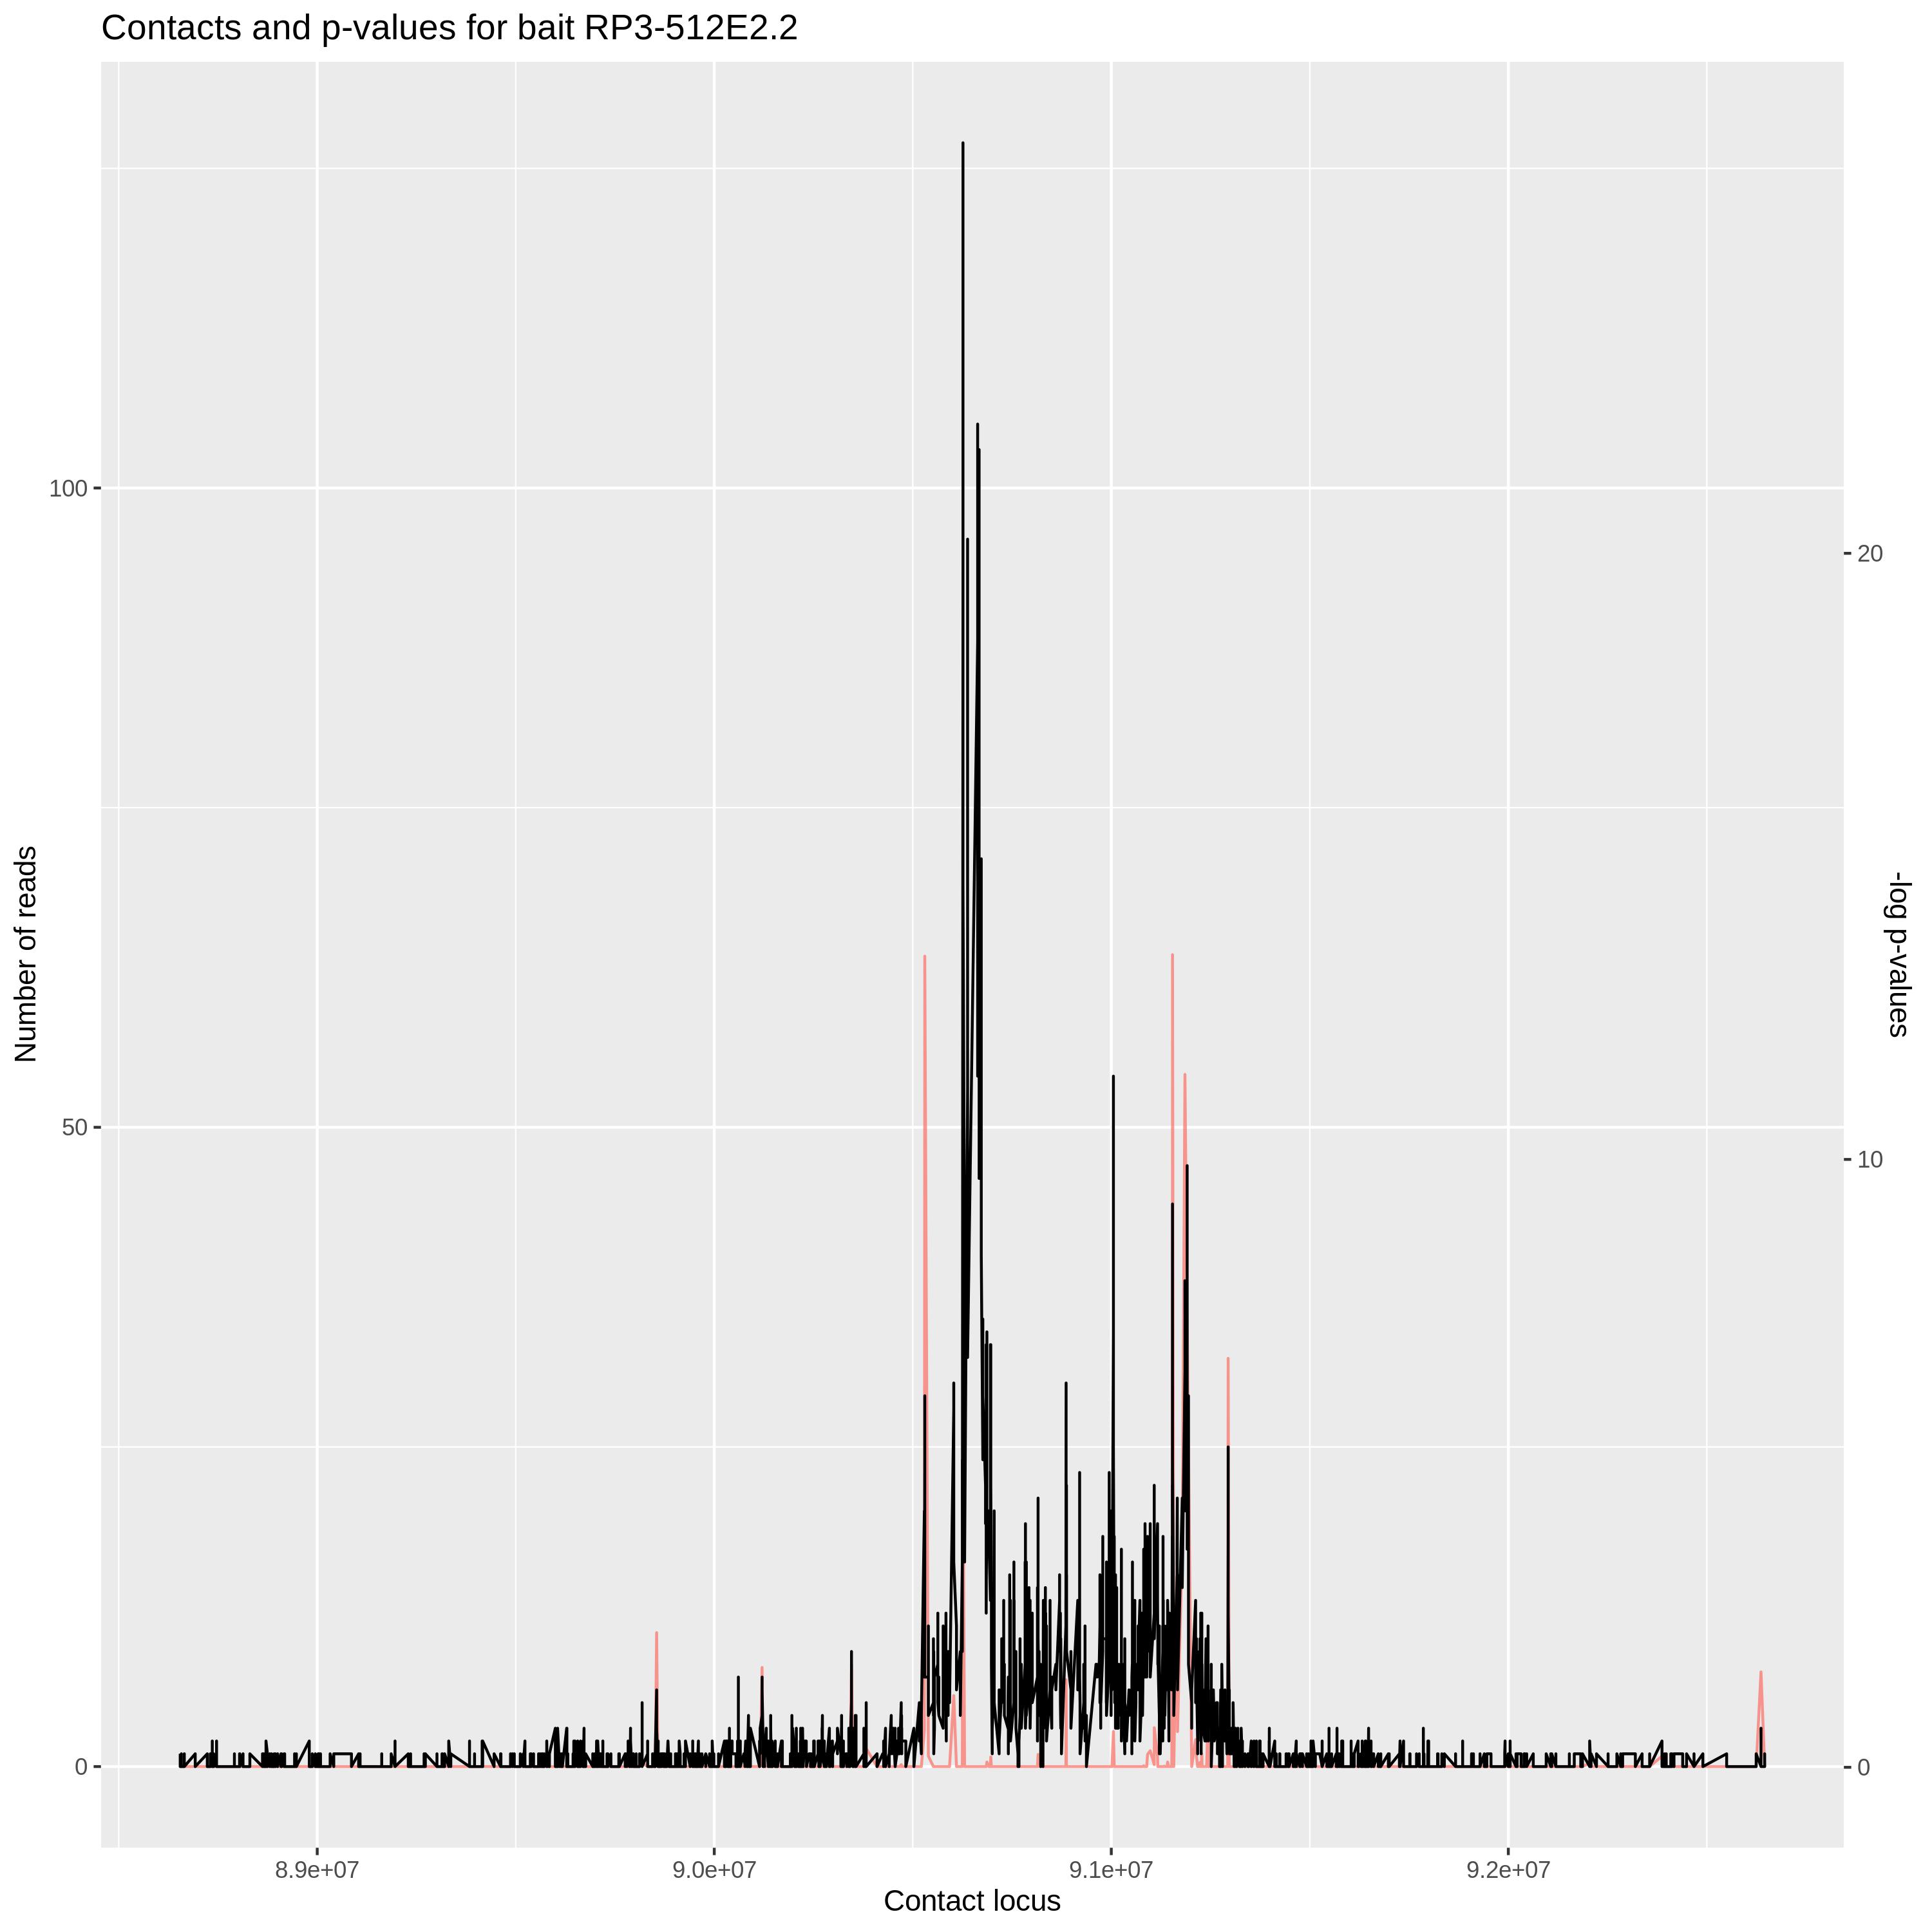 Contacts and p-values for bait RP3-512E2.2
100
50
0
Number of reads
20
10
0
-log p-values
8.9e+07
9.0e+07
9.1e+07
9.2e+07
Contact locus